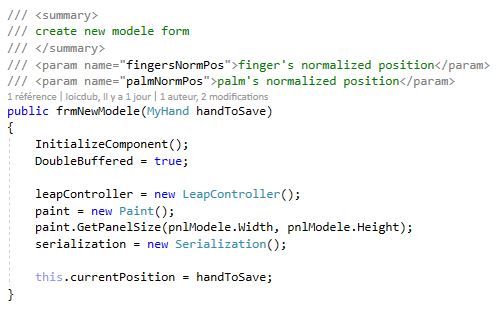 /// <summary>
/// create new modele form
/// </summary>
/// <param name="fingersNormPos">finger's normalized position</param>
/// <param name="palmNormPos">palm's normalized position</param>
1 référence | loicdub, Il y a 1 jour | 1 auteur, 2 modifications
public frmNewModele(MyHand handToSave)
{
    InitializeComponent();
    DoubleBuffered = true;

    leapController = new LeapController();
    paint = new Paint();
    paint.GetPanelSize(pnlModele.Width, pnlModele.Height);
    serialization = new Serialization();

    this.currentPosition = handToSave;
}